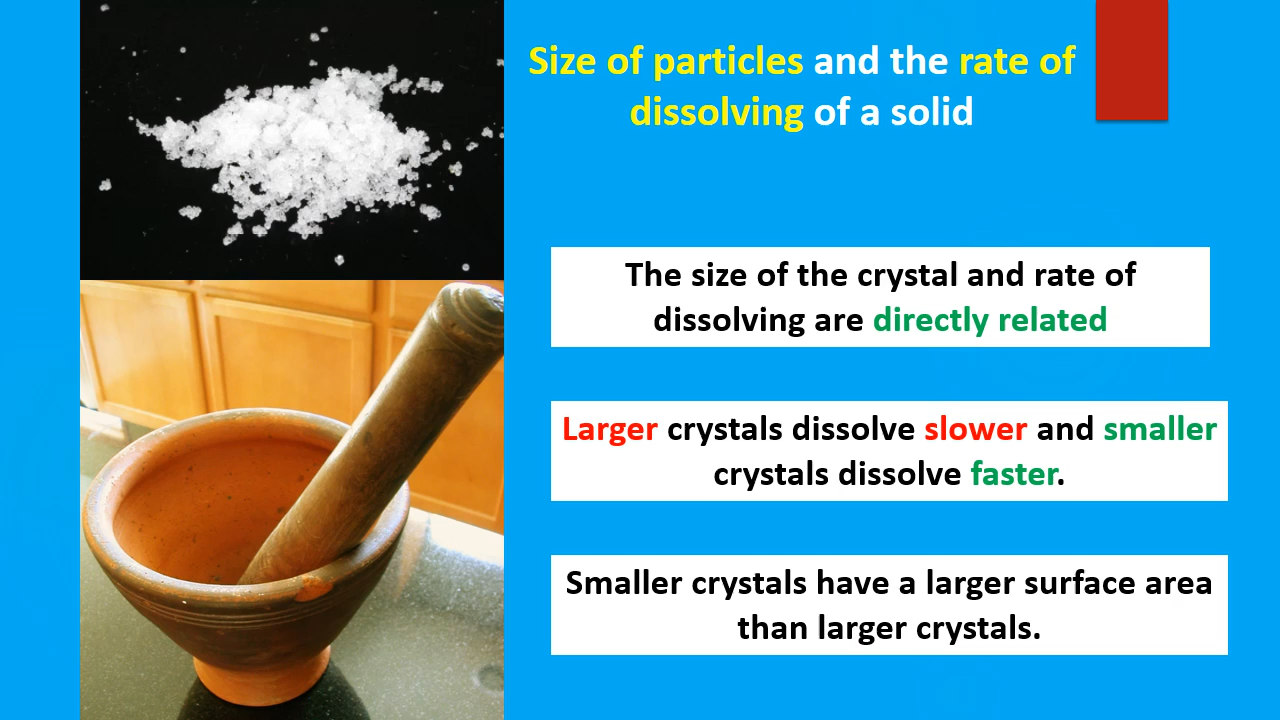 Size of particles and the rate of
dissolving of a solid
The size of the crystal and rate of
dissolving are directly related
Larger crystals dissolve slower and smaller
crystals dissolve faster.
Smaller crystals have a larger surface area
than larger crystals.